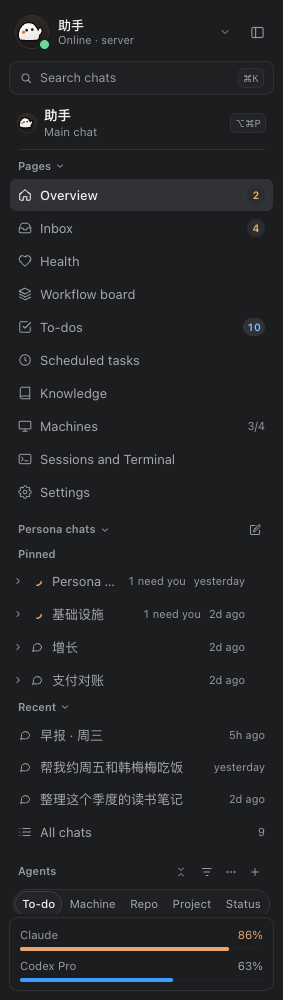 助手
Online · server
Search chats ⌘K
助手
Main chat ⌥⌘P
Pages
Overview 2
Inbox 4
Health
Workflow board
To-dos 10
Scheduled tasks
Knowledge
Machines 3/4
Sessions and Terminal
Settings
Persona chats
Pinned
Persona ... 1 need you yesterday
基础设施 1 need you 2d ago
增长 2d ago
支付对账 2d ago
Recent
早报 · 周三 5h ago
帮我约周五和韩梅梅吃饭 yesterday
整理这个季度的读书笔记 2d ago
All chats 9
Agents
To-do Machine Repo Project Status
Claude 86%
Codex Pro 63%